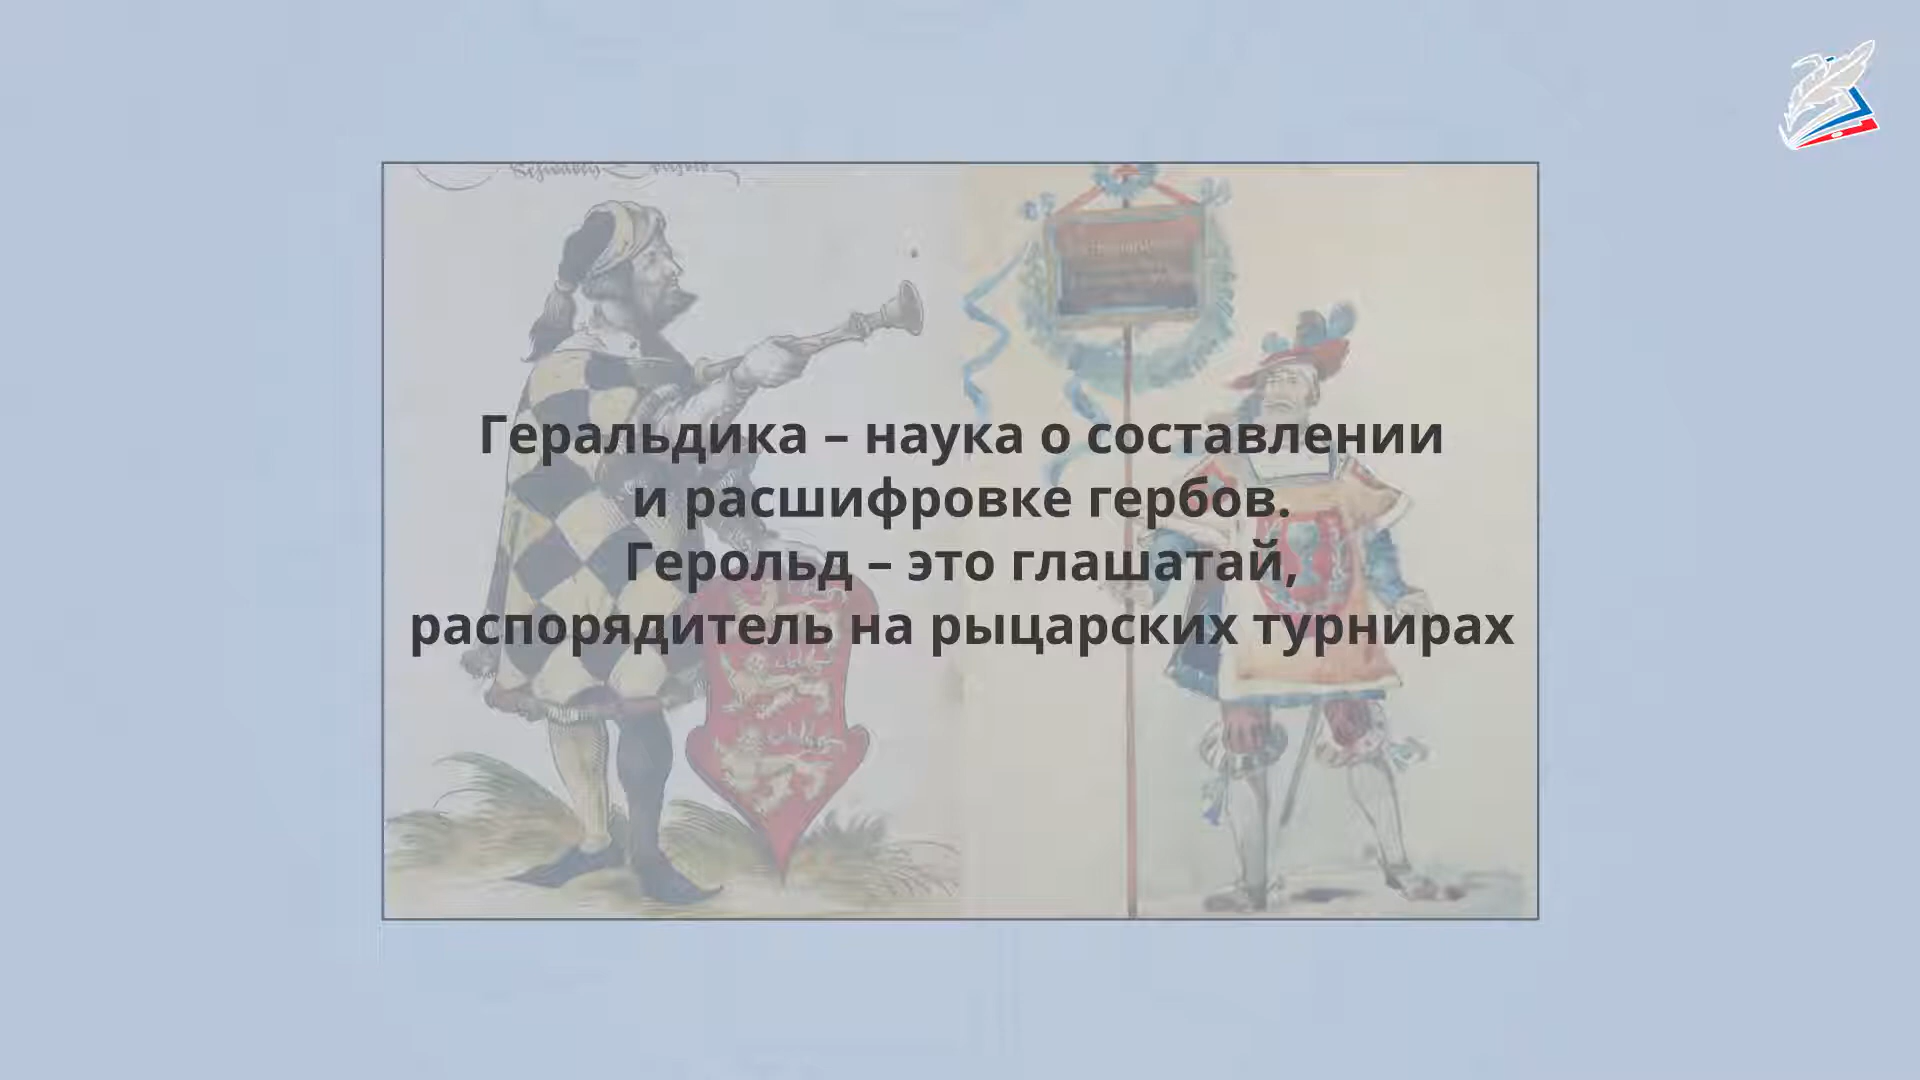 Геральдика – наука о составлении
и расшифровке гербов.
Герольд – это глашатай,
распорядитель на рыцарских турнирах